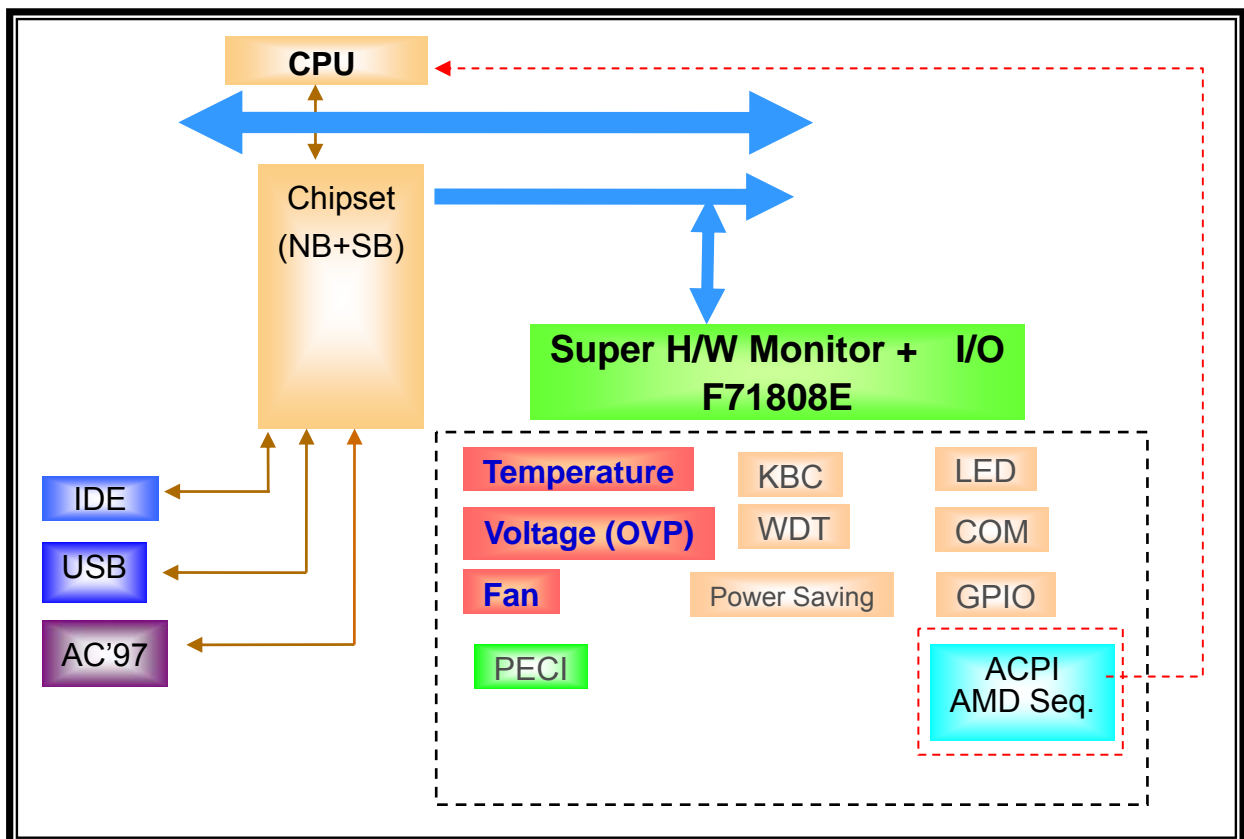 CPU
Chipset
(NB+SB)
Super H/W Monitor + I/O
F71808E
IDE
USB
AC’97
Temperature
Voltage (OVP)
Fan
PECI
KBC
WDT
Power Saving
LED
COM
GPIO
ACPI
AMD Seq.